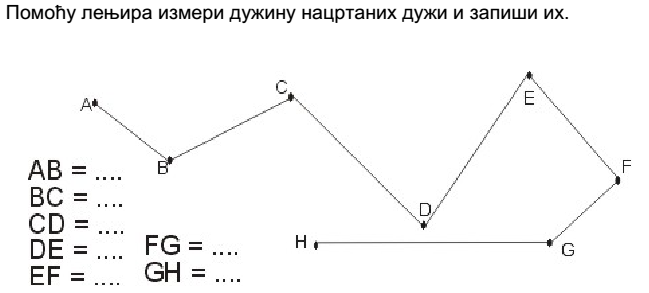 Помоћу лењира измери дужину нацртаних дужи и запиши их.
A
B
C
D
E
F
G
H
AB = ....
BC = ....
CD = ....
DE = ....
EF = ....
FG = ....
GH = ....